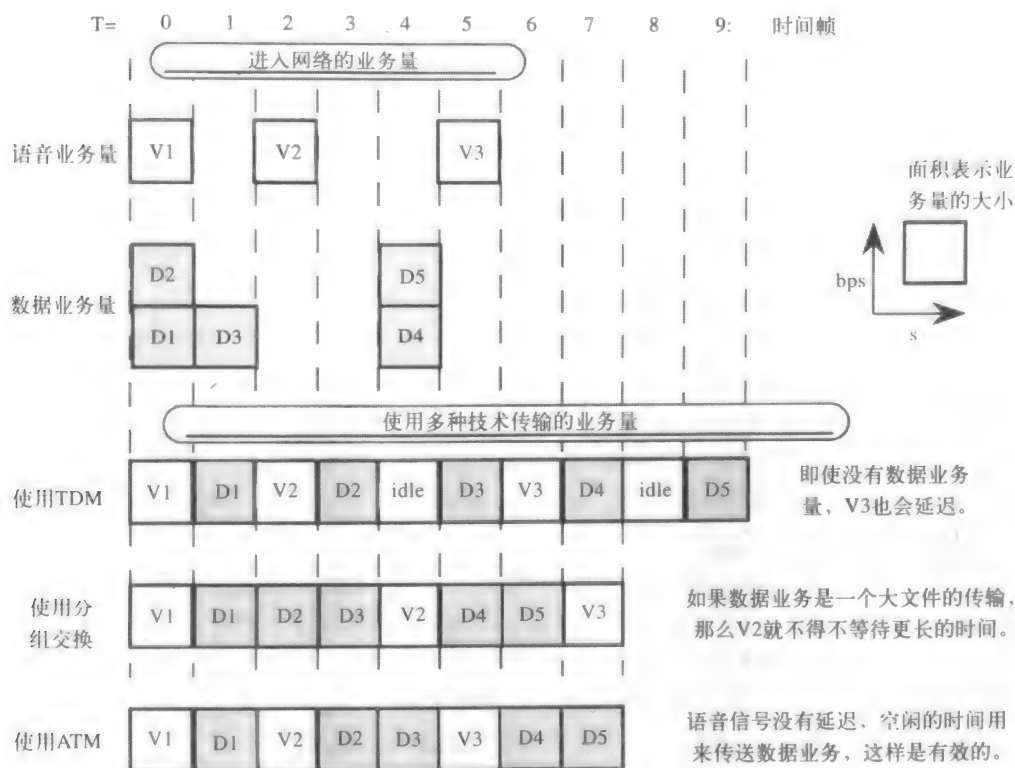 T= 0 1 2 3 4 5 6 7 8 9: 时间帧
进入网络的业务量
语音业务量 V1 V2 V3
面积表示业
务量的大小
D2 D5
bps
数据业务量
D1 D3 D4
s
使用多种技术传输的业务量
使用TDM V1 D1 V2 D2 idle D3 V3 D4 idle D5
即使没有数据业务
量，V3也会延迟。
使用分
组交换
V1 D1 D2 D3 V2 D4 D5 V3
如果数据业务是一个大文件的传输，
那么V2就不得不等待更长的时间。
使用ATM V1 D1 V2 D2 D3 V3 D4 D5
语音信号没有延迟、空闲的时间用
来传送数据业务，这样是有效的。